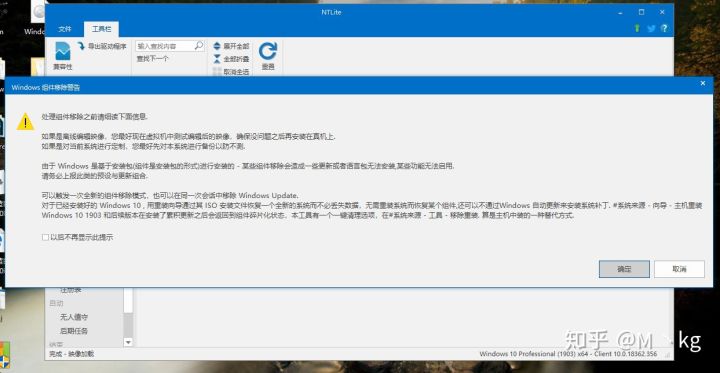 NTLite
文件
工具栏
兼容性
导出驱动程序
输入查找内容
查找下一个
展开全部
全部折叠
取消全选
重置
Windows 组件移除警告
处理组件移除之前请细读下面信息.
如果是离线编辑映像，您最好现在虚拟机中测试编辑后的映像，确保没问题之后再安装在真机上.
如果是对当前系统进行定制，您最好先对本系统进行备份以防不测.
由于 Windows 是基于安装包(组件是安装包的形式)进行安装的 - 某些组件移除会造成一些更新或者语言包无法安装,某些功能无法启用.
请务必上报此类的预设与更新组合.
可以触发一次全新的组件移除模式，也可以在同一次会话中移除 Windows Update.
对于已经安装好的 Windows 10 , 用重装向导通过其 ISO 安装文件恢复一个全新的系统而不必丢失数据，无需重装系统而恢复某个组件,还可以不通过Windows 自动更新来安装系统补丁. #系统来源 - 向导 - 主机重装
Windows 10 1903 和后续版本在安装了累积更新之后会返回到组件碎片化状态，本工具有一个一键清理选项，在#系统来源 - 工具 - 移除重装. 算是主机中装的一种替代方式.
以后不再显示此提示
确定
取消
注册表
自动
无人值守
后期任务
结束
完成 - 映像加载
Windows 10 Professional (1903) x64 - Client 10.0.18362.356
知乎 @M丶kg